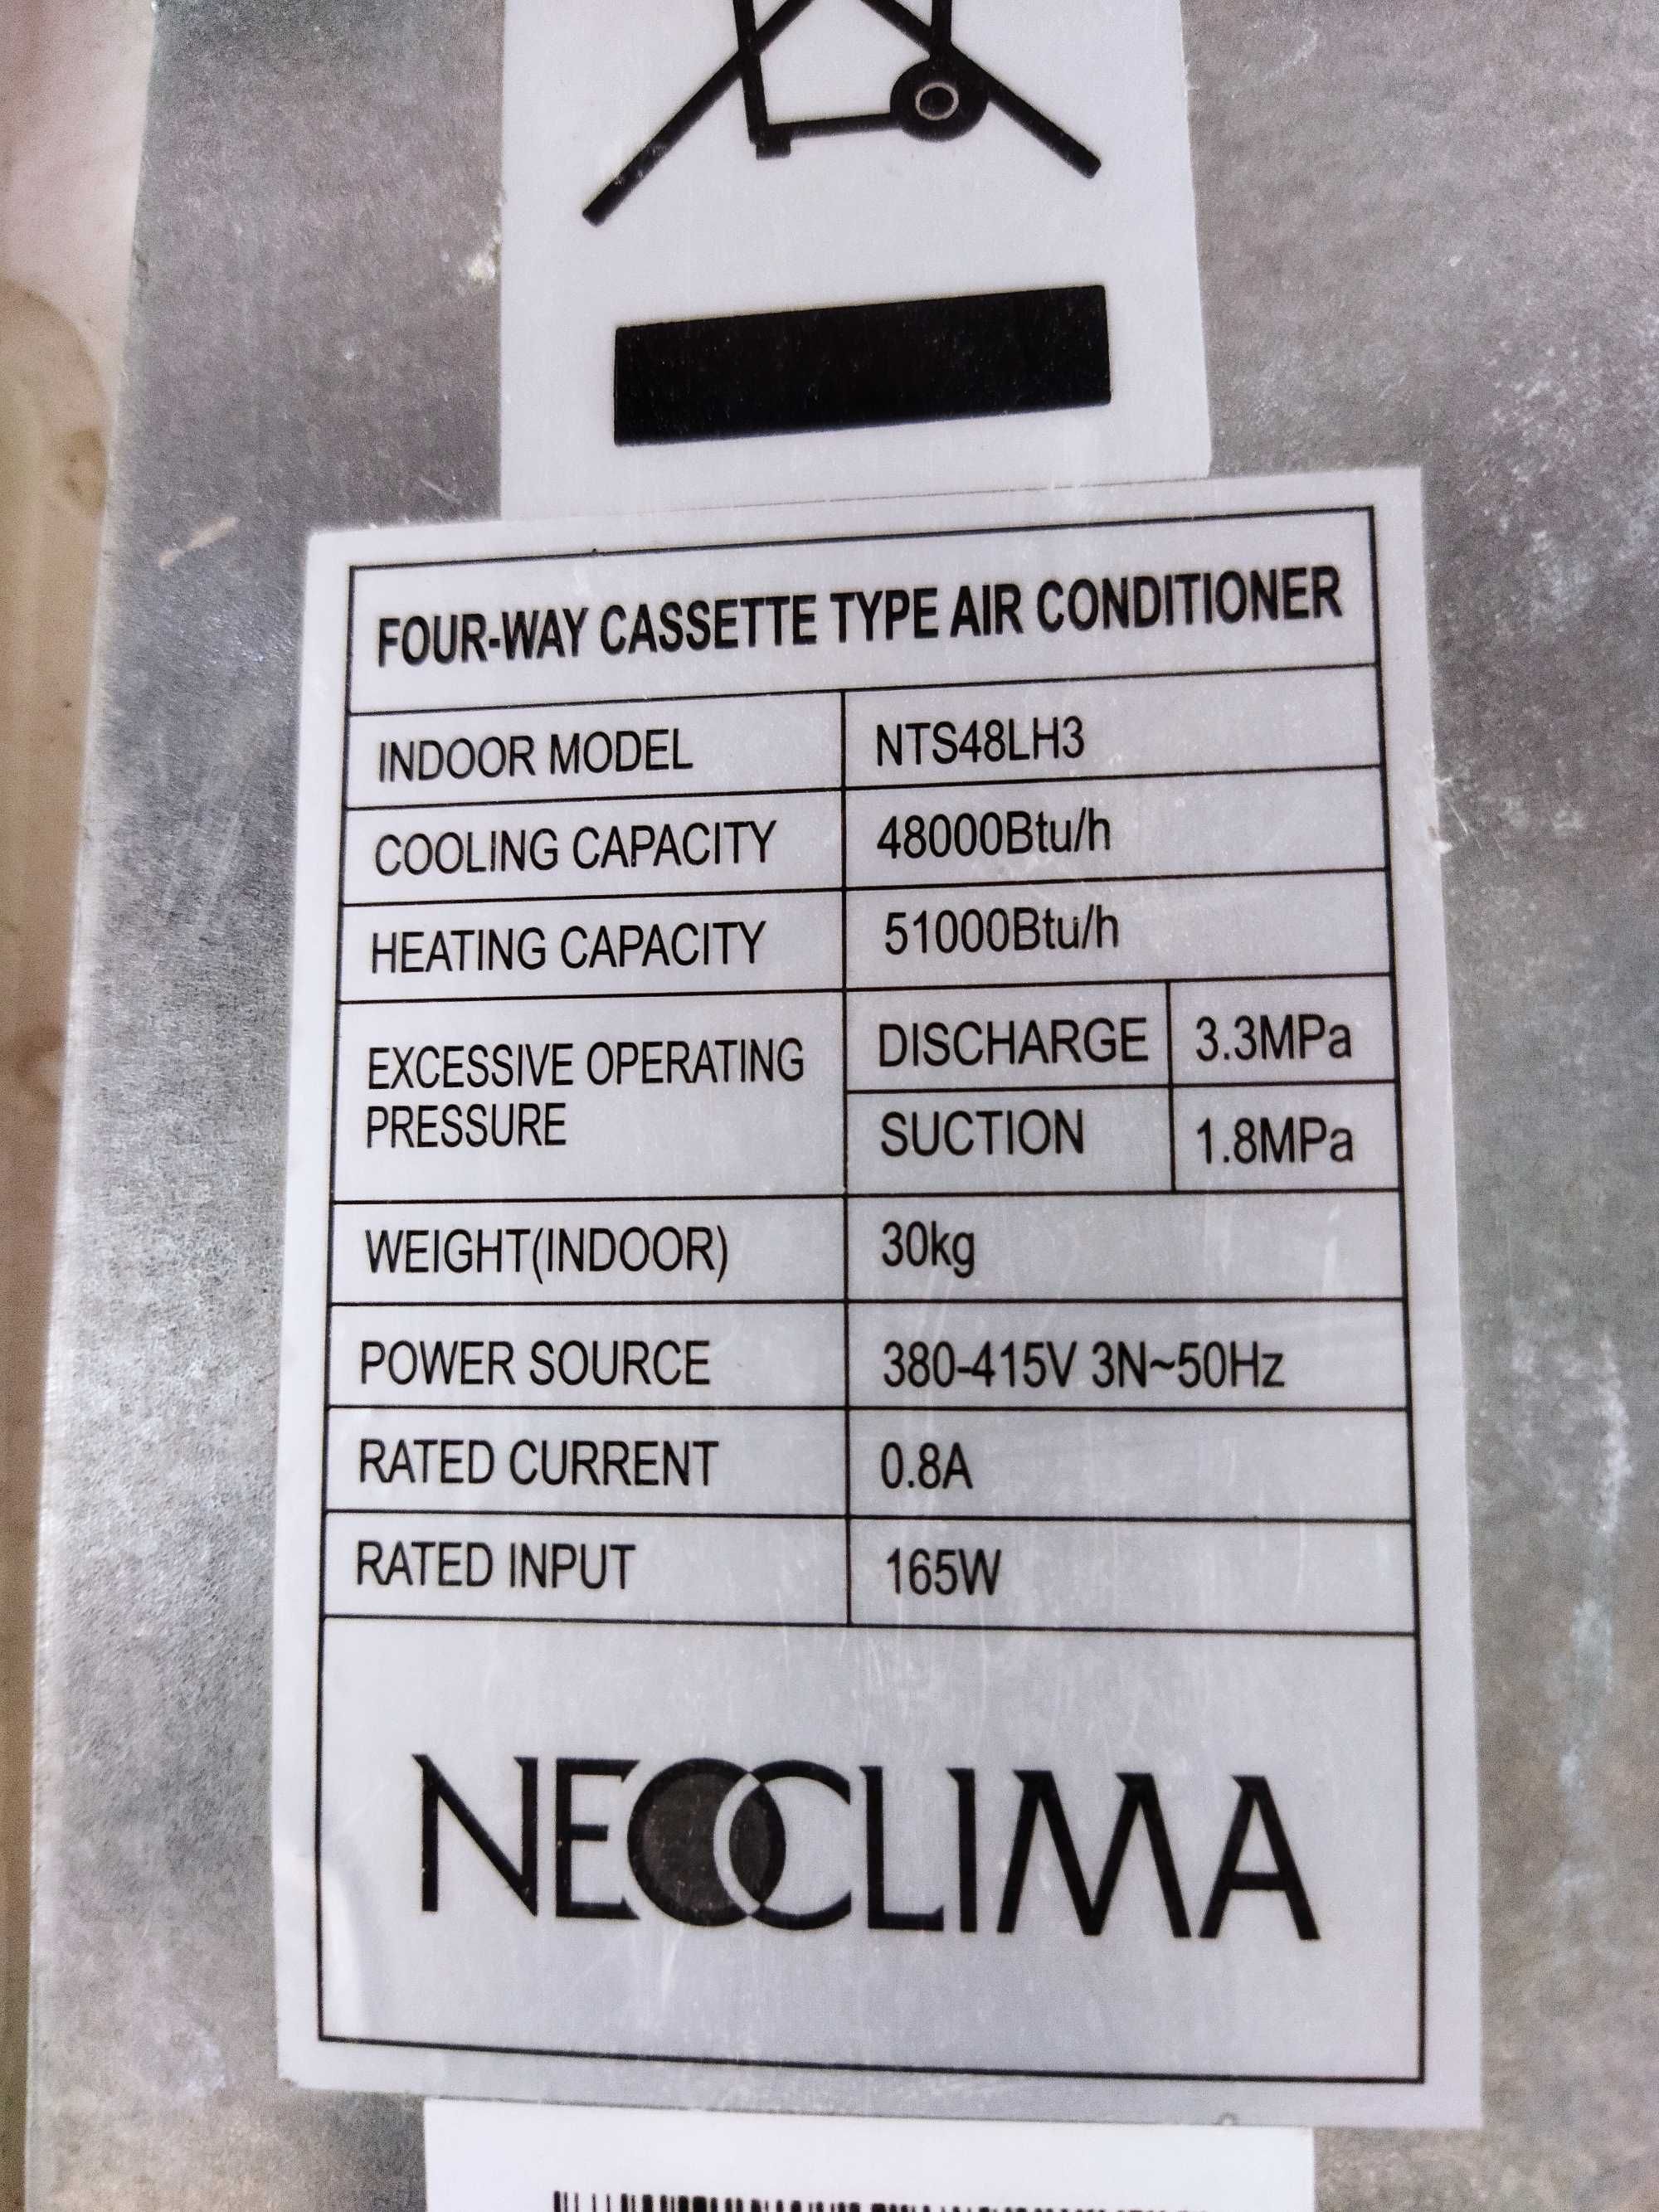 FOUR-WAY CASSETTE TYPE AIR CONDITIONER
INDOOR MODEL NTS48LH3
COOLING CAPACITY 48000Btu/h
HEATING CAPACITY 51000Btu/h
EXCESSIVE OPERATING
PRESSURE
DISCHARGE 3.3MPa
SUCTION 1.8MPa
WEIGHT(INDOOR) 30kg
POWER SOURCE 380-415V 3N~50Hz
RATED CURRENT 0.8A
RATED INPUT 165W
NEOCLIMA